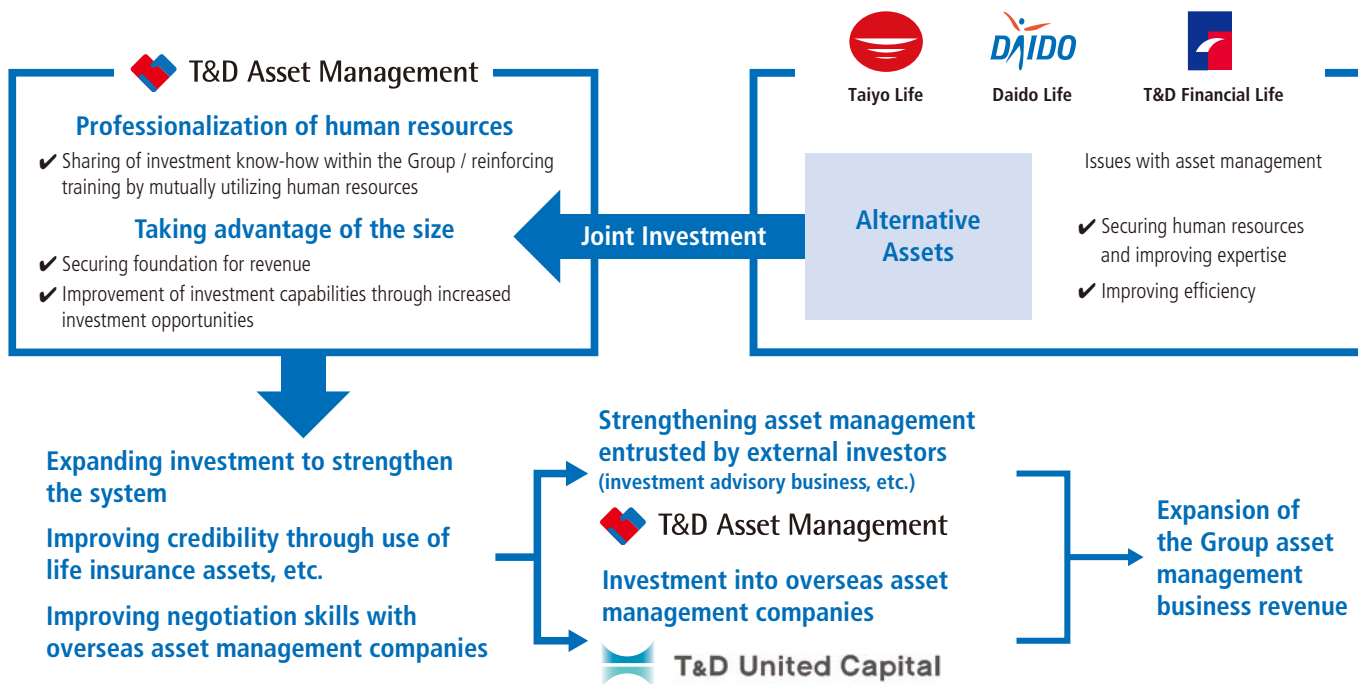 T&D Asset Management
Professionalization of human resources
✔ Sharing of investment know-how within the Group / reinforcing
training by mutually utilizing human resources
Taking advantage of the size
✔ Securing foundation for revenue
✔ Improvement of investment capabilities through increased
investment opportunities
Joint Investment
DAIDO
Taiyo Life
Daido Life
T&D Financial Life
Alternative
Assets
Issues with asset management
✔ Securing human resources
and improving expertise
✔ Improving efficiency
Expanding investment to strengthen
the system
Improving credibility through use of
life insurance assets, etc.
Improving negotiation skills with
overseas asset management companies
Strengthening asset management
entrusted by external investors
(investment advisory business, etc.)
T&D Asset Management
Investment into overseas asset
management companies
T&D United Capital
Expansion of
the Group asset
management
business revenue